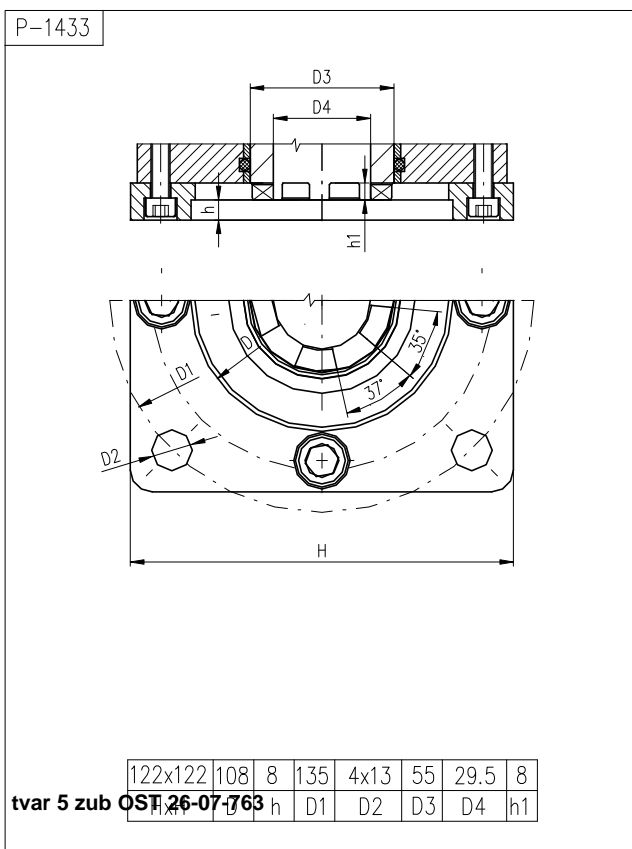 P-1433
D3
D4
h
h1
D
D1
D2
35°
37°
H
122x122 108 8 135 4x13 55 29.5 8
HxH D h D1 D2 D3 D4 h1
tvar 5 zub OST 26-07-763